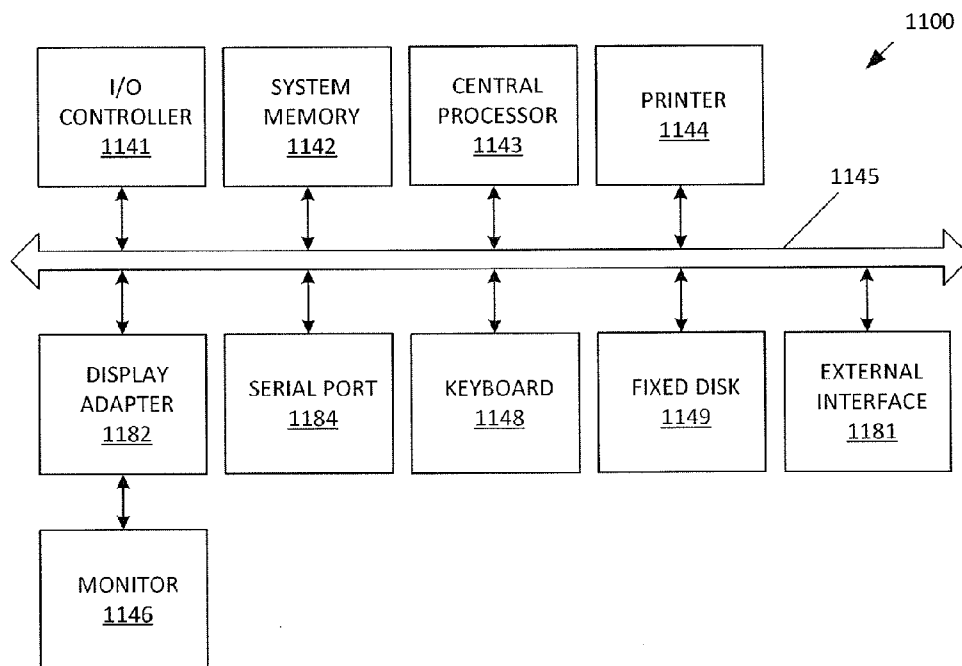 1100
I/O
CONTROLLER
1141
SYSTEM
MEMORY
1142
CENTRAL
PROCESSOR
1143
PRINTER
1144
1145
DISPLAY
ADAPTER
1182
SERIAL PORT
1184
KEYBOARD
1148
FIXED DISK
1149
EXTERNAL
INTERFACE
1181
MONITOR
1146